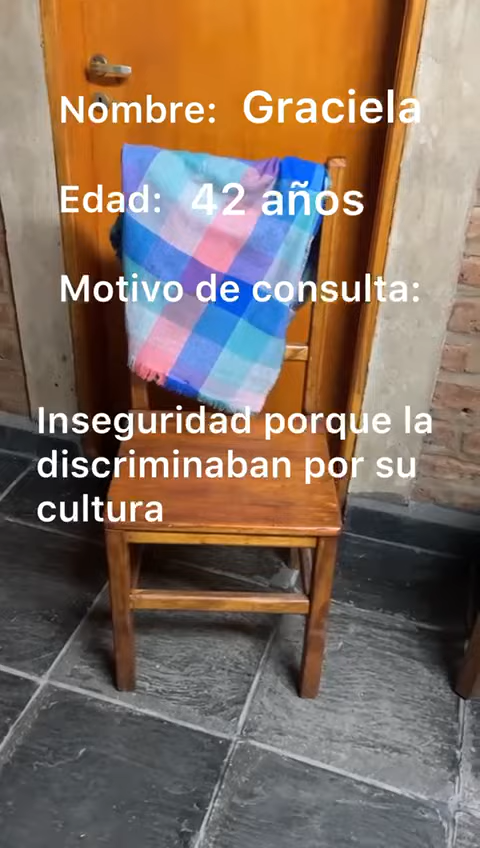 Nombre: Graciela
Edad: 42 años
Motivo de consulta:
Inseguridad porque la
discriminaban por su
cultura